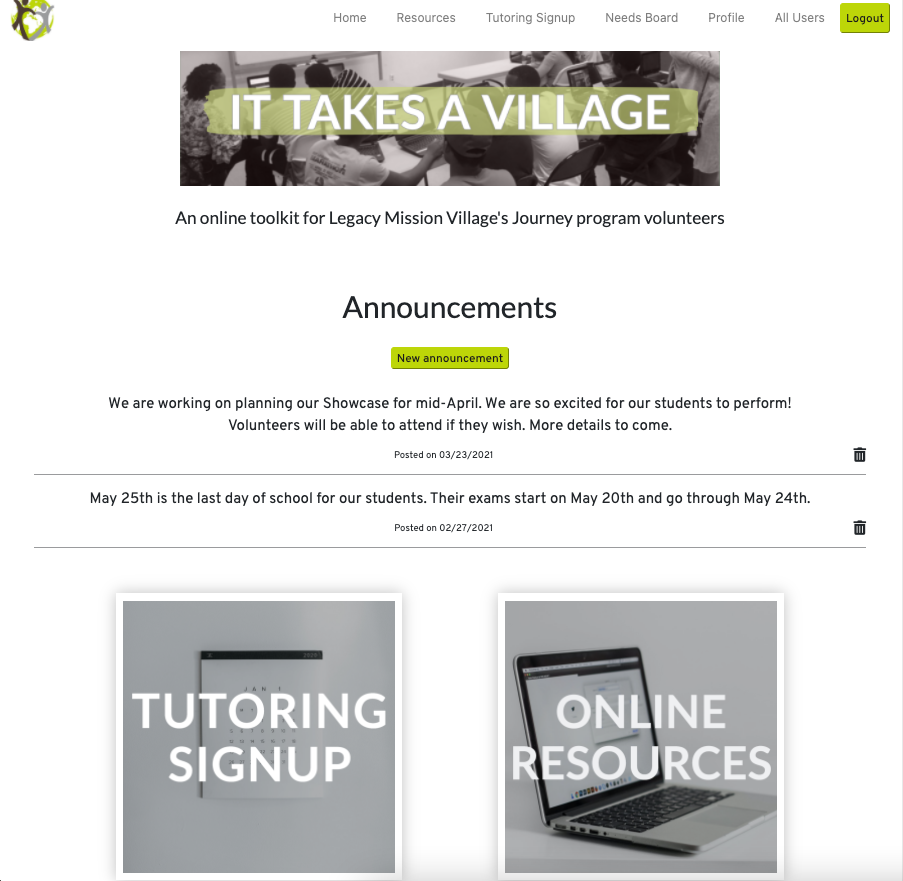 Home Resources Tutoring Signup Needs Board Profile All Users Logout
IT TAKES A VILLAGE
An online toolkit for Legacy Mission Village's Journey program volunteers
Announcements
New announcement
We are working on planning our Showcase for mid-April. We are so excited for our students to perform!
Volunteers will be able to attend if they wish. More details to come.
Posted on 03/23/2021
May 25th is the last day of school for our students. Their exams start on May 20th and go through May 24th.
Posted on 02/27/2021
JAN
TUTORING
SIGNUP
ONLINE
RESOURCES